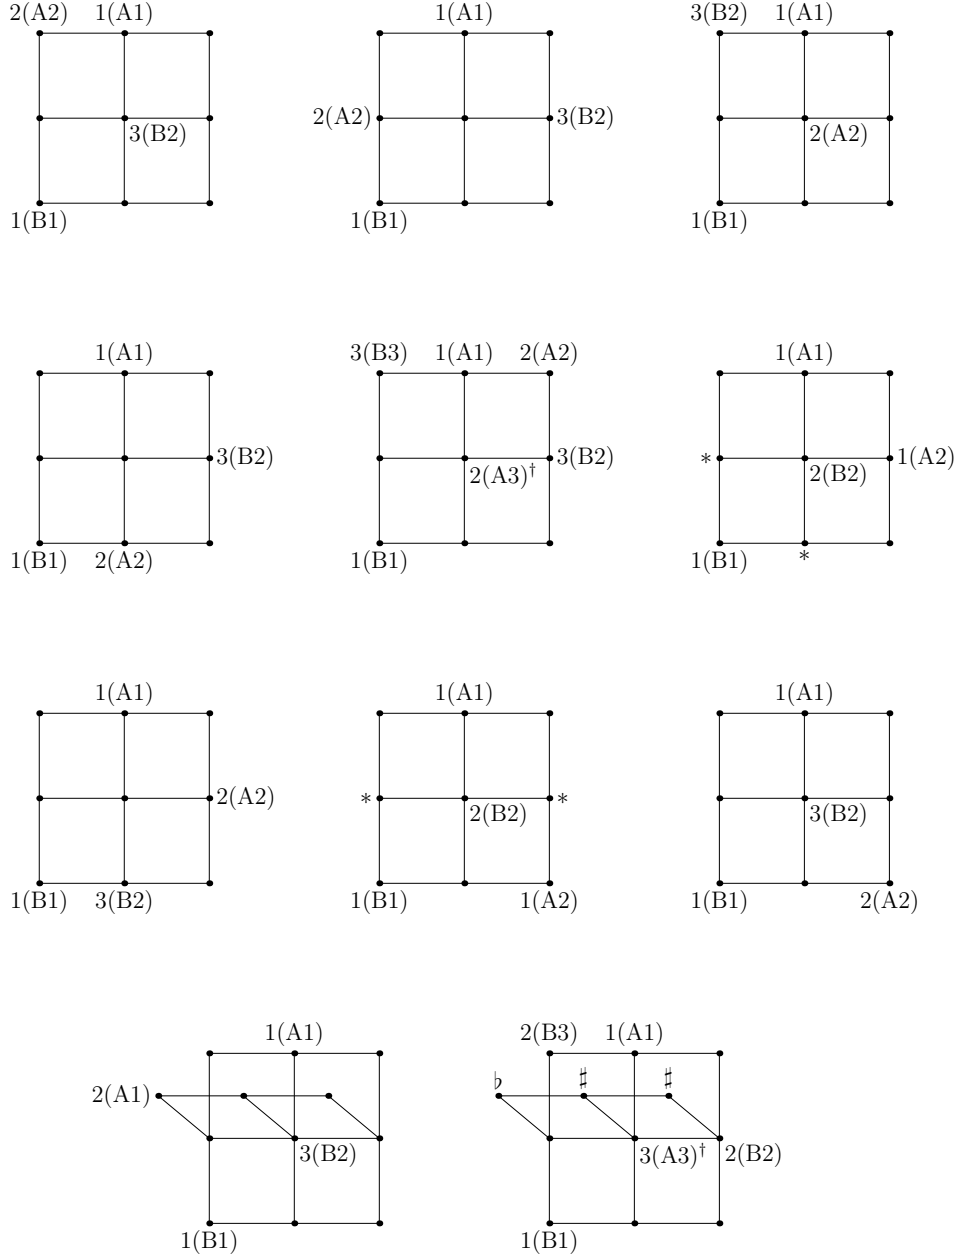 2(A2) 1(A1)
1(A1)
3(B2) 1(A1)
3(B2)
2(A2)
3(B2)
2(A2)
1(B1)
1(B1)
1(B1)
1(A1)
3(B3) 1(A1) 2(A2)
1(A1)
3(B2)
2(A3)†
3(B2)
*
2(B2)
1(A2)
1(B1) 2(A2)
1(B1)
1(B1)
*
1(A1)
1(A1)
1(A1)
2(A2)
*
2(B2)
*
3(B2)
1(B1) 3(B2)
1(B1) 1(A2)
1(B1) 2(A2)
1(A1)
2(B3) 1(A1)
2(A1)
♭ ♯ ♯
3(B2)
3(A3)†
2(B2)
1(B1)
1(B1)